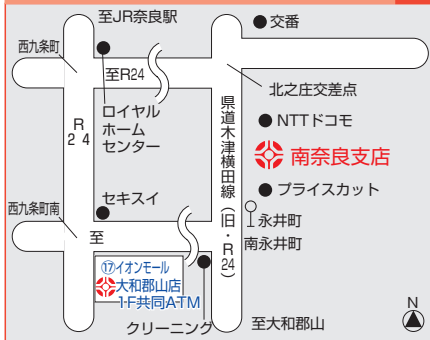 至JR奈良駅
交番
西九条町
至R24
北之庄交差点
R24
ロイヤル
ホーム
センター
県道木津横田線(旧・R24)
NTTドコモ
南奈良支店
プライスカット
セキスイ
西九条町南
永井町
南永井町
至
⑰イオンモール
大和郡山店
1F共同ATM
クリーニング
至大和郡山
N